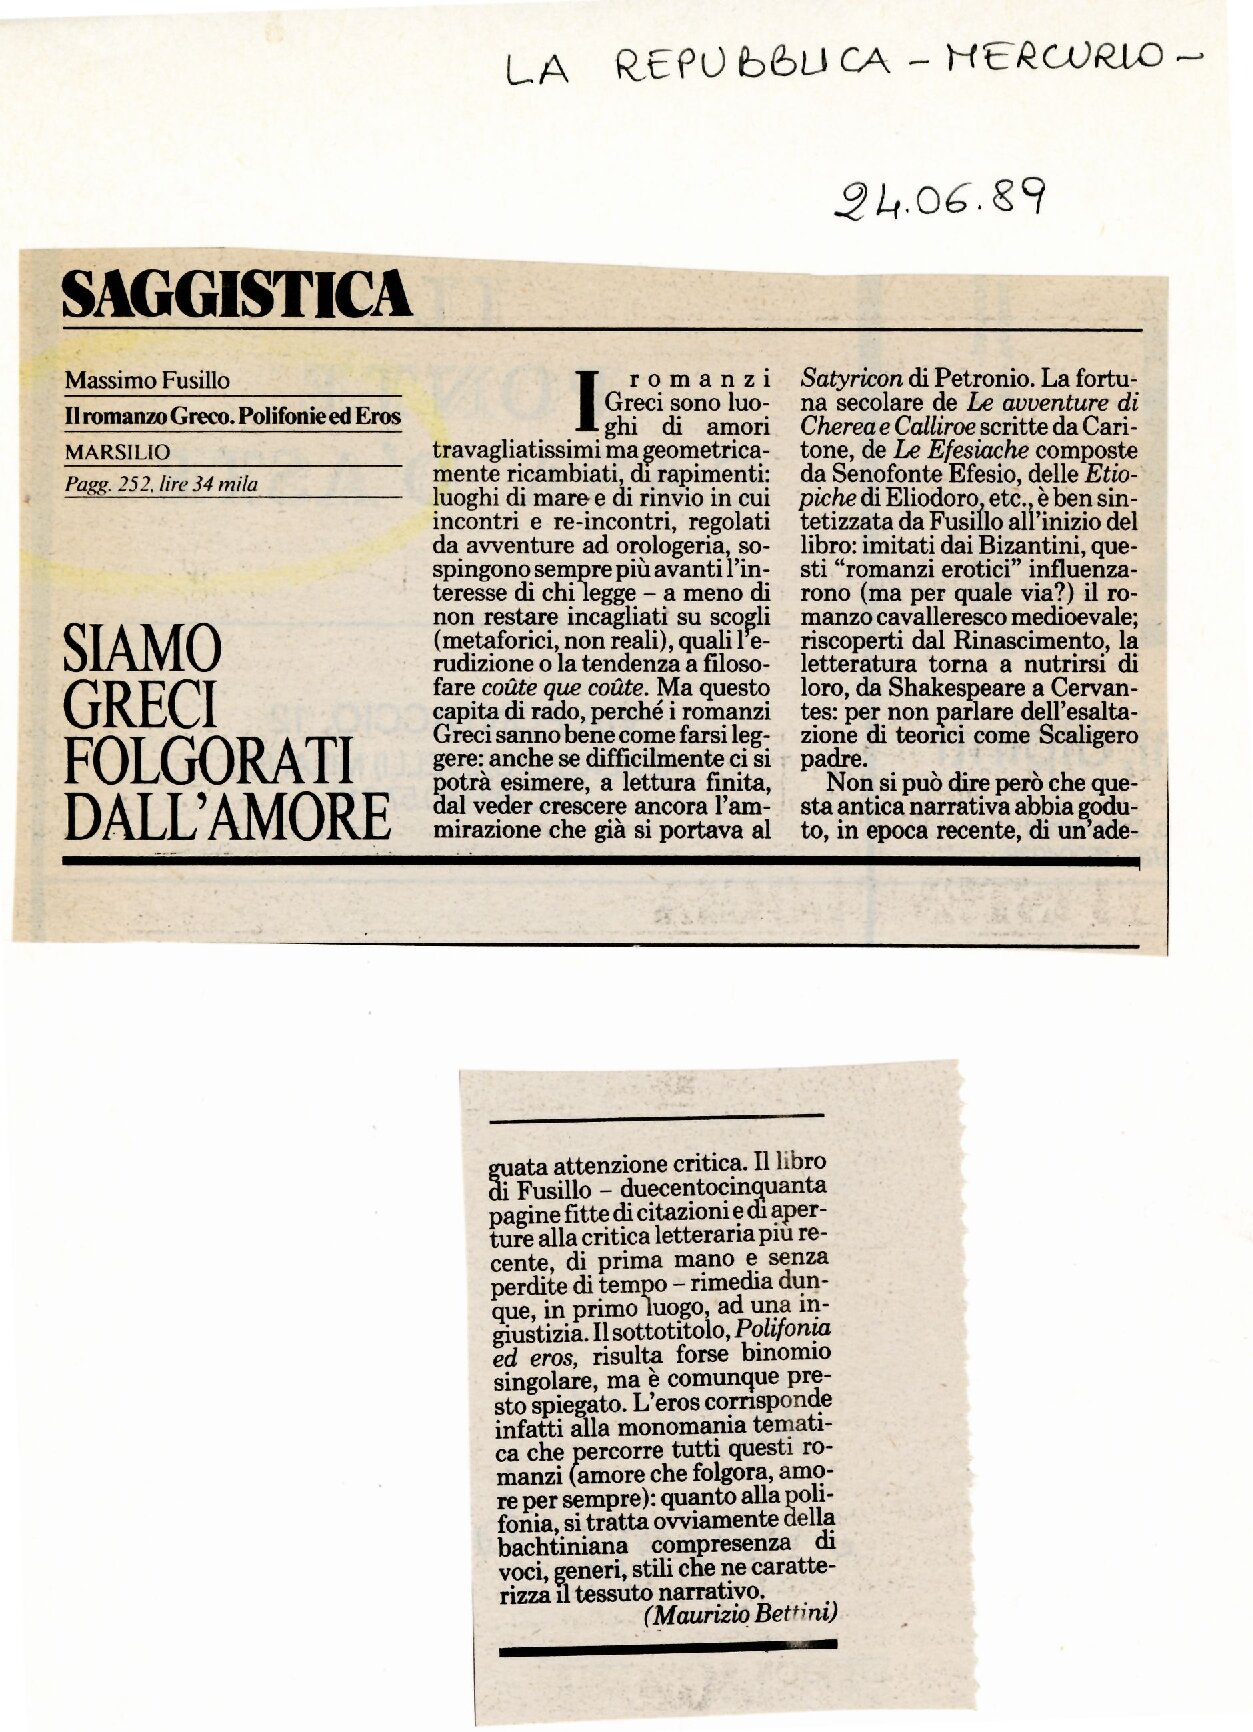 LA REPUBBLICA - MERCURIO -
24.06.89
SAGGISTICA
Massimo Fusillo
Il romanzo Greco. Polifonie ed Eros
MARSILIO
Pagg. 252, lire 34 mila
SIAMO
GRECI
FOLGORATI
DALL'AMORE
I romanzi
Greci sono luo-
ghi di amori
travagliatissimi ma geometrica-
mente ricambiati, di rapimenti:
luoghi di mare e di rinvio in cui
incontri e re-incontri, regolati
da avventure ad orologeria, so-
spingono sempre più avanti l'in-
teresse di chi legge – a meno di
non restare incagliati su scogli
(metaforici, non reali), quali l'e-
rudizione o la tendenza a filoso-
fare coûte que coûte. Ma questo
capita di rado, perché i romanzi
Greci sanno bene come farsi leg-
gere: anche se difficilmente ci si
potrà esimere, a lettura finita,
dal veder crescere ancora l'am-
mirazione che già si portava al
Satyricon di Petronio. La fortu-
na secolare de Le avventure di
Cherea e Calliroe scritte da Cari-
tone, de Le Efesiache composte
da Senofonte Efesio, delle Etio-
piche di Eliodoro, etc., è ben sin-
tetizzata da Fusillo all'inizio del
libro: imitati dai Bizantini, que-
sti “romanzi erotici” influenza-
rono (ma per quale via?) il ro-
manzo cavalleresco medioevale;
riscoperti dal Rinascimento, la
letteratura torna a nutrirsi di
loro, da Shakespeare a Cervan-
tes: per non parlare dell'esalta-
zione di teorici come Scaligero
padre.
Non si può dire però che que-
sta antica narrativa abbia godu-
to, in epoca recente, di un'ade-
guata attenzione critica. Il libro
di Fusillo – duecentocinquanta
pagine fitte di citazioni e di aper-
ture alla critica letteraria più re-
cente, di prima mano e senza
perdite di tempo – rimedia dun-
que, in primo luogo, ad una in-
giustizia. Il sottotitolo, Polifonia
ed eros, risulta forse binomio
singolare, ma è comunque pre-
sto spiegato. L'eros corrisponde
infatti alla monomania temati-
ca che percorre tutti questi ro-
manzi (amore che folgora, amo-
re per sempre): quanto alla poli-
fonia, si tratta ovviamente della
bachtiniana compresenza di
voci, generi, stili che ne caratte-
rizza il tessuto narrativo.
(Maurizio Bettini)